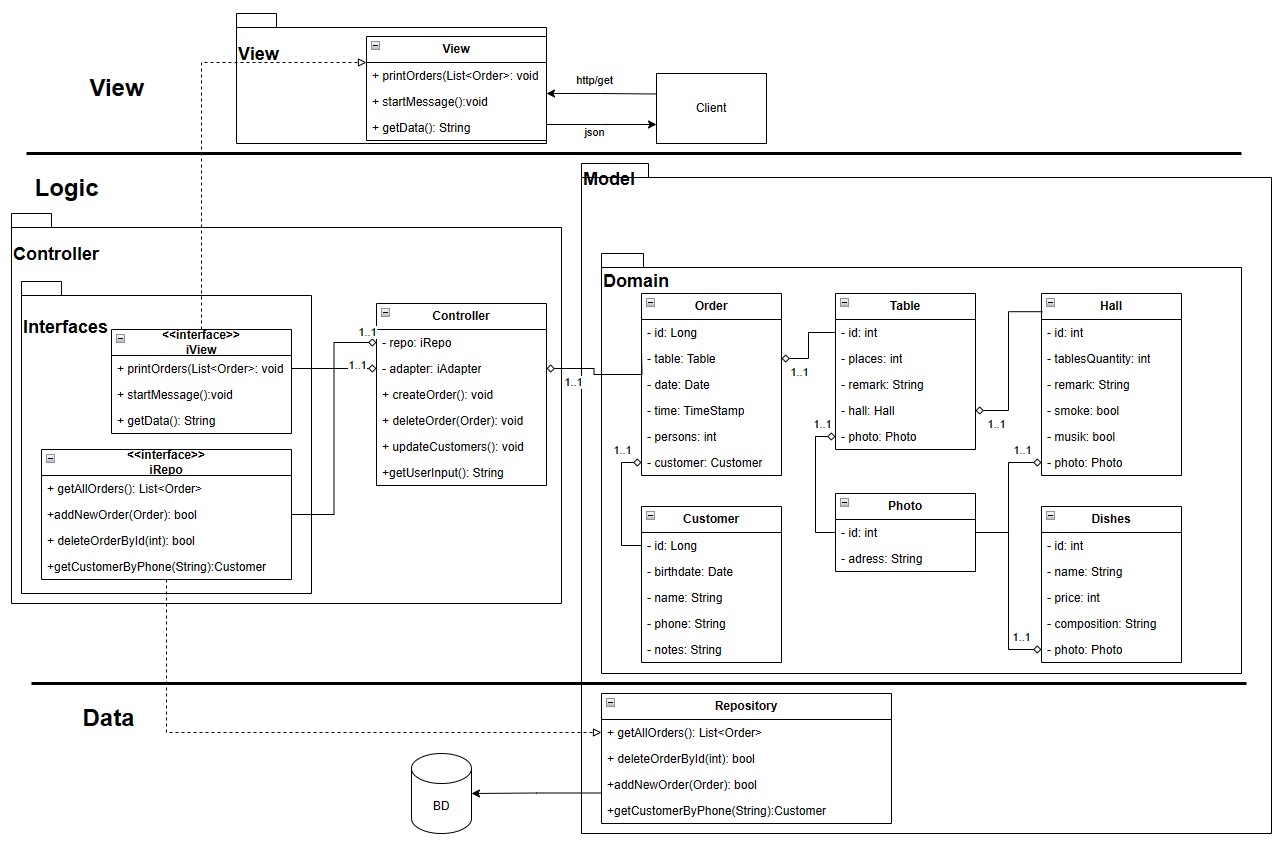 View
View
View
+ printOrders(List<Order>: void
+ startMessage():void
+ getData(): String
http/get
json
Client
Logic
Controller
Interfaces
<<interface>>
iView
+ printOrders(List<Order>: void
+ startMessage():void
+ getData(): String
<<interface>>
iRepo
+ getAllOrders(): List<Order>
+addNewOrder(Order): bool
+ deleteOrderById(int): bool
+getCustomerByPhone(String):Customer
Controller
- repo: iRepo
- adapter: iAdapter
+ createOrder(): void
+ deleteOrder(Order): void
+ updateCustomers(): void
+getUserInput(): String
1..1
1..1
1..1
Model
Domain
Order
- id: Long
- table: Table
- date: Date
- time: TimeStamp
- persons: int
- customer: Customer
1..1
1..1
Table
- id: int
- places: int
- remark: String
- hall: Hall
- photo: Photo
1..1
1..1
Hall
- id: int
- tablesQuantity: int
- remark: String
- smoke: bool
- musik: bool
- photo: Photo
1..1
Customer
- id: Long
- birthdate: Date
- name: String
- phone: String
- notes: String
Photo
- id: int
- adress: String
Dishes
- id: int
- name: String
- price: int
- composition: String
- photo: Photo
1..1
Data
Repository
+ getAllOrders(): List<Order>
+ deleteOrderById(int): bool
+addNewOrder(Order): bool
+getCustomerByPhone(String):Customer
BD